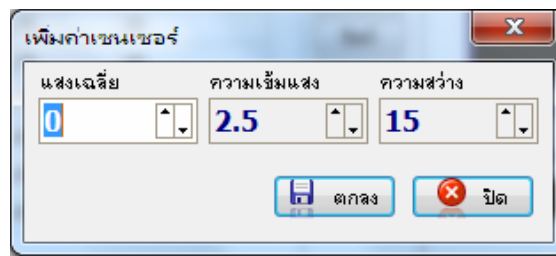 เพิ่มค่าเซนเซอร์
แสงเฉลี่ย ความเข้มแสง ความสว่าง
0 2.5 15
ตกลง ปิด